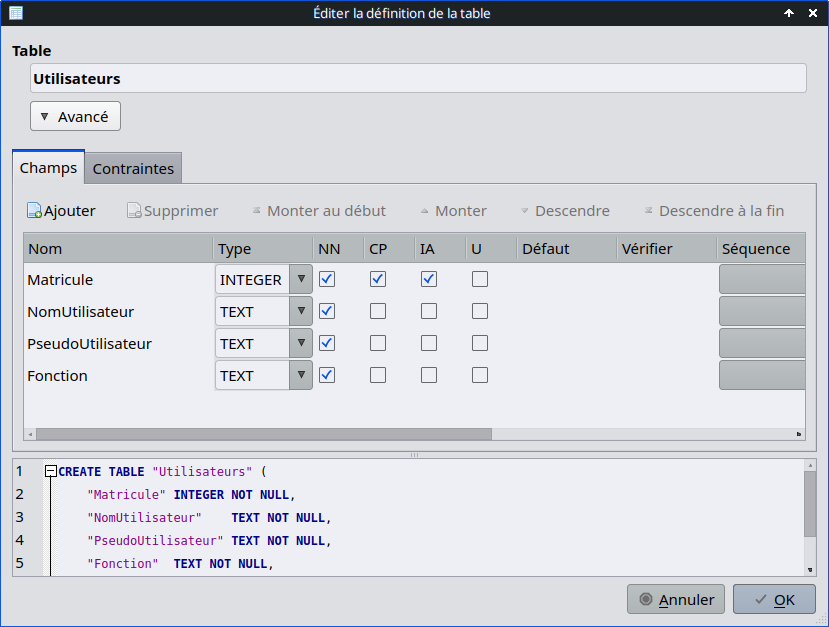 Éditer la définition de la table
Table
Utilisateurs
Avancé
Champs Contraintes
Ajouter Supprimer Monter au début Monter Descendre Descendre à la fin
Nom Type NN CP IA U Défaut Vérifier Séquence
Matricule INTEGER
NomUtilisateur TEXT
PseudoUtilisateur TEXT
Fonction TEXT
1 CREATE TABLE "Utilisateurs" (
2 "Matricule" INTEGER NOT NULL,
3 "NomUtilisateur" TEXT NOT NULL,
4 "PseudoUtilisateur" TEXT NOT NULL,
5 "Fonction" TEXT NOT NULL,
Annuler OK